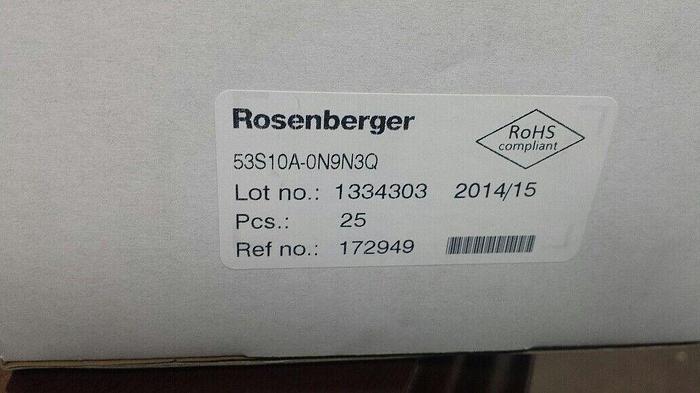 Rosenberger
RoHS
compliant
53S10A-0N9N3Q
Lot no.: 1334303 2014/15
Pcs.: 25
Ref no.: 172949